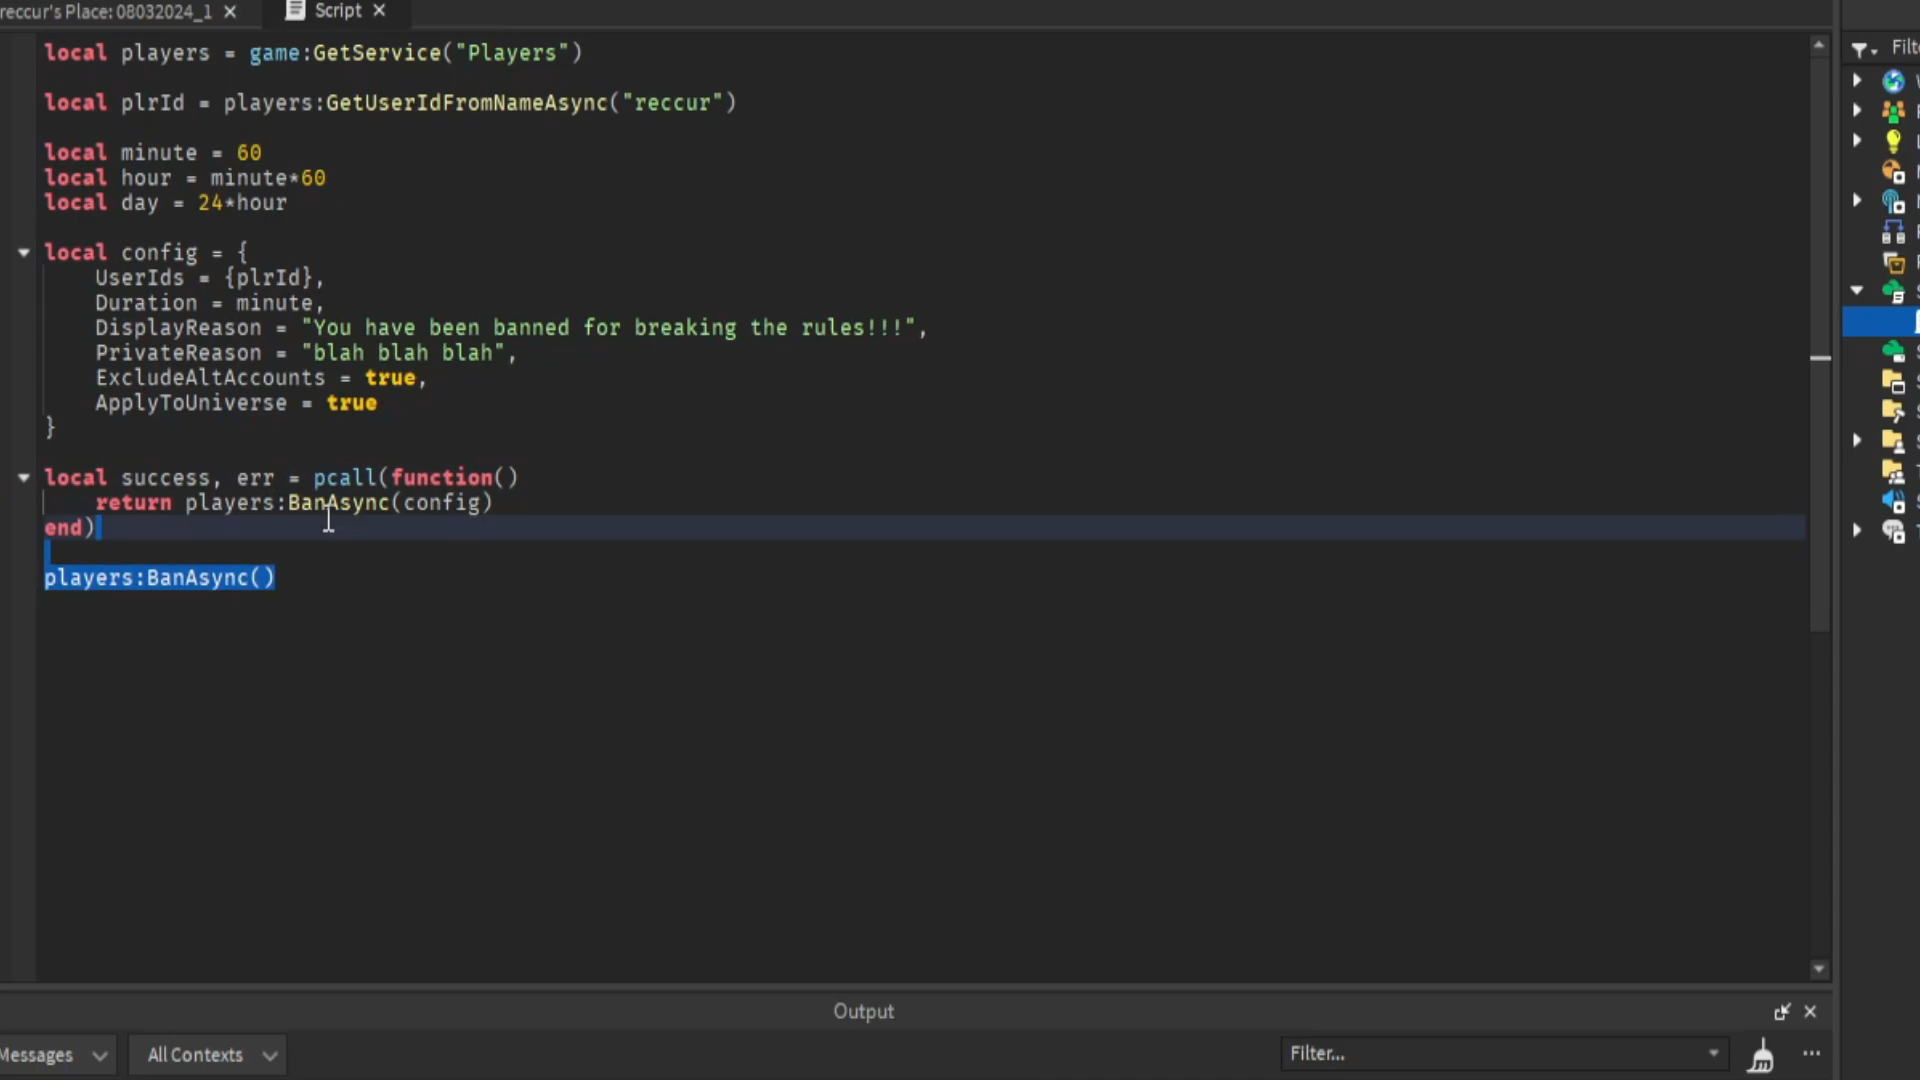 reccur's Place: 08032024_1 ×
Script ×
local players = game:GetService("Players")
local plrId = players:GetUserIdFromNameAsync("reccur")
local minute = 60
local hour = minute*60
local day = 24*hour
local config = {
UserIds = {plrId},
Duration = minute,
DisplayReason = "You have been banned for breaking the rules!!!",
PrivateReason = "blah blah blah",
ExcludeAltAccounts = true,
ApplyToUniverse = true
}
local success, err = pcall(function()
return players:BanAsync(config)
end)
players:BanAsync()
Output
Messages
All Contexts
Filter...